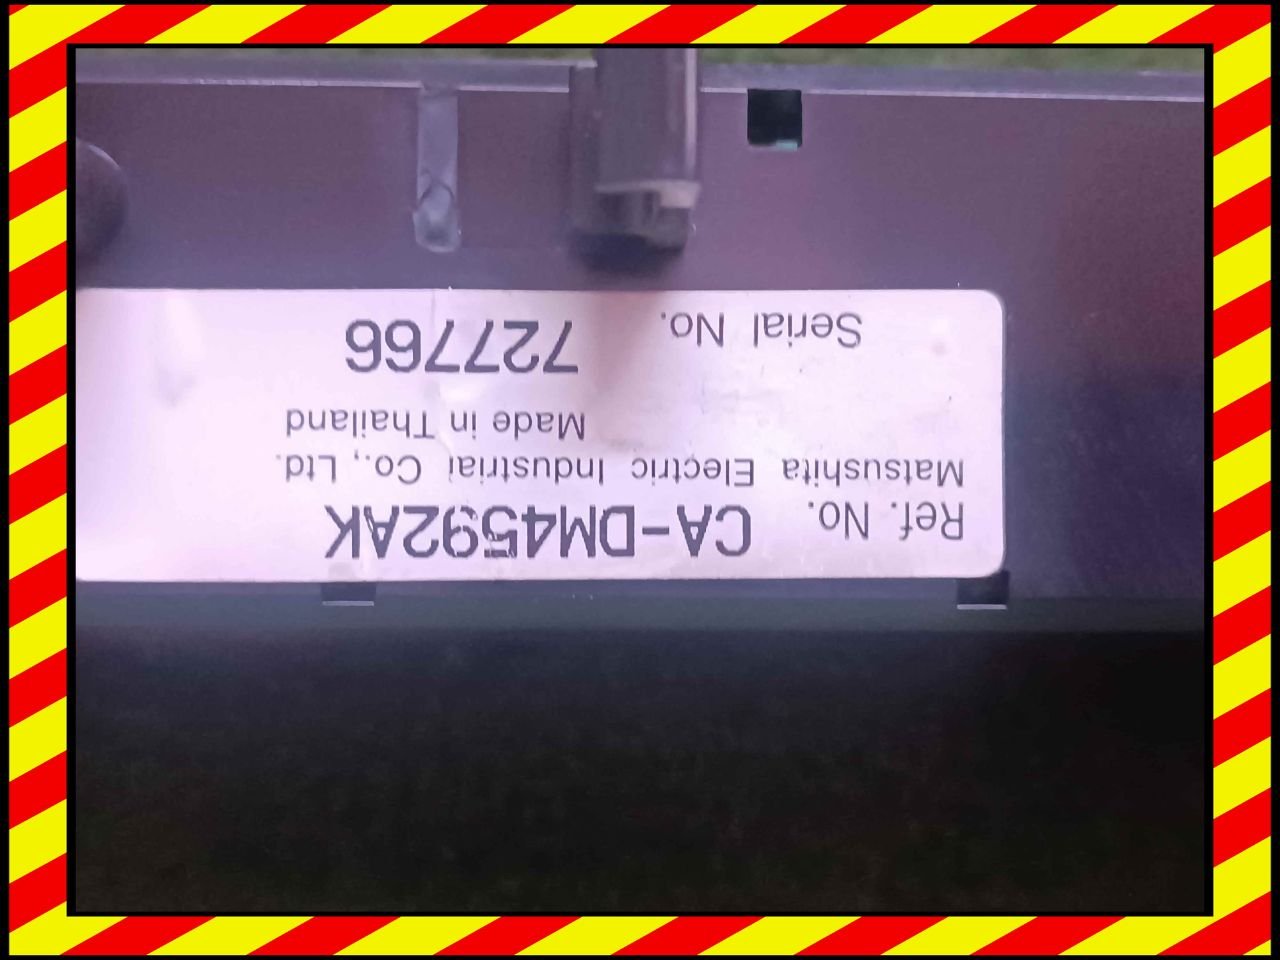 Ref. No. CA-DM4592AK
Matsushita Electric Industrial Co., Ltd.
Made in Thailand
Serial No. 727766